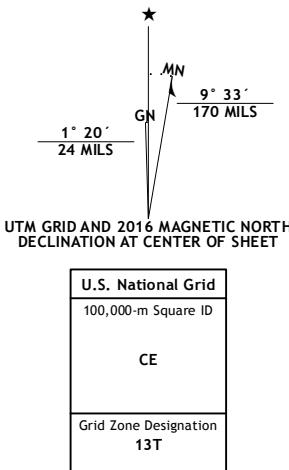 ★
MN
GN
9° 33´
170 MILS
1° 20´
24 MILS
UTM GRID AND 2016 MAGNETIC NORTH
DECLINATION AT CENTER OF SHEET
U.S. National Grid
100,000-m Square ID
CE
Grid Zone Designation
13T